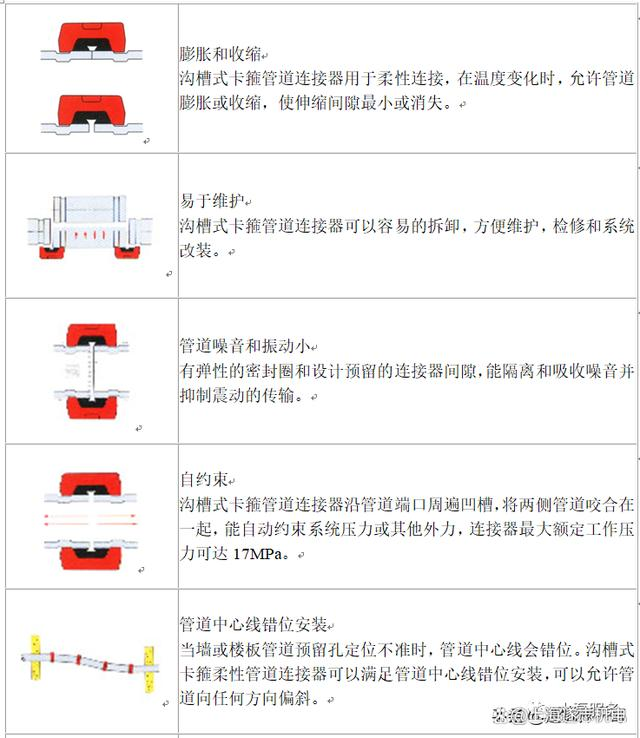 膨胀和收缩
沟槽式卡箍管道连接器用于柔性连接，在温度变化时，允许管道
膨胀或收缩，使伸缩间隙最小或消失。
易于维护
沟槽式卡箍管道连接器可以容易的拆卸，方便维护，检修和系统
改装。
管道噪音和振动小
有弹性的密封圈和设计预留的连接器间隙，能隔离和吸收噪音并
抑制震动的传输。
自约束
沟槽式卡箍管道连接器沿管道端口周遍凹槽，将两侧管道咬合在
一起，能自动约束系统压力或其他外力，连接器最大额定工作压
力可达 17MPa。
管道中心线错位安装
当墙或楼板管道预留孔定位不准时，管道中心线会错位。沟槽式
卡箍柔性管道连接器可以满足管道中心线错位安装，可以允许管
道向任何方向偏斜。